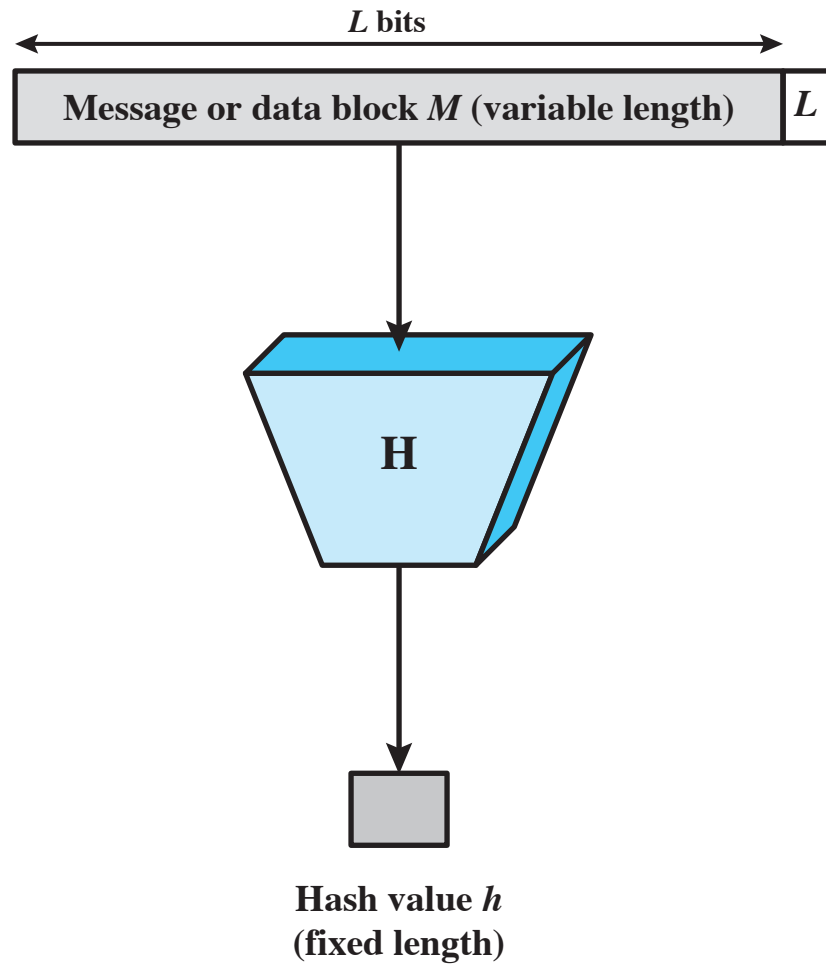 L bits
Message or data block M (variable length) L
H
Hash value h
(fixed length)